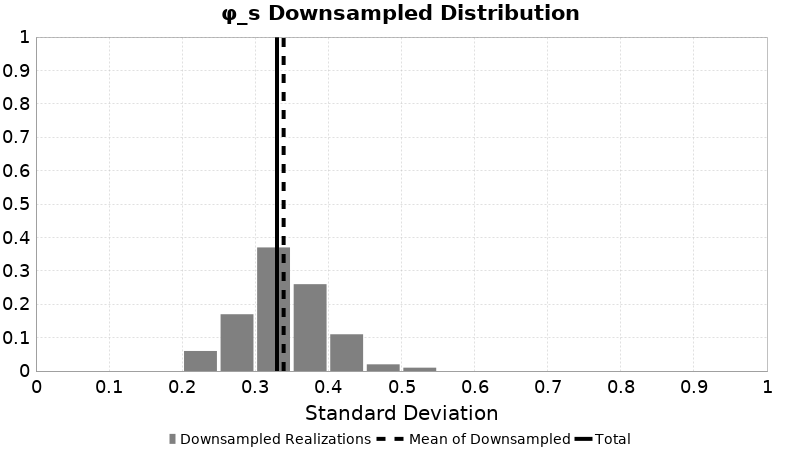 φ_s Downsampled Distribution
1
0.9
0.8
0.7
0.6
0.5
0.4
0.3
0.2
0.1
0
0 0.1 0.2 0.3 0.4 0.5 0.6 0.7 0.8 0.9 1
Standard Deviation
Downsampled Realizations Mean of Downsampled Total